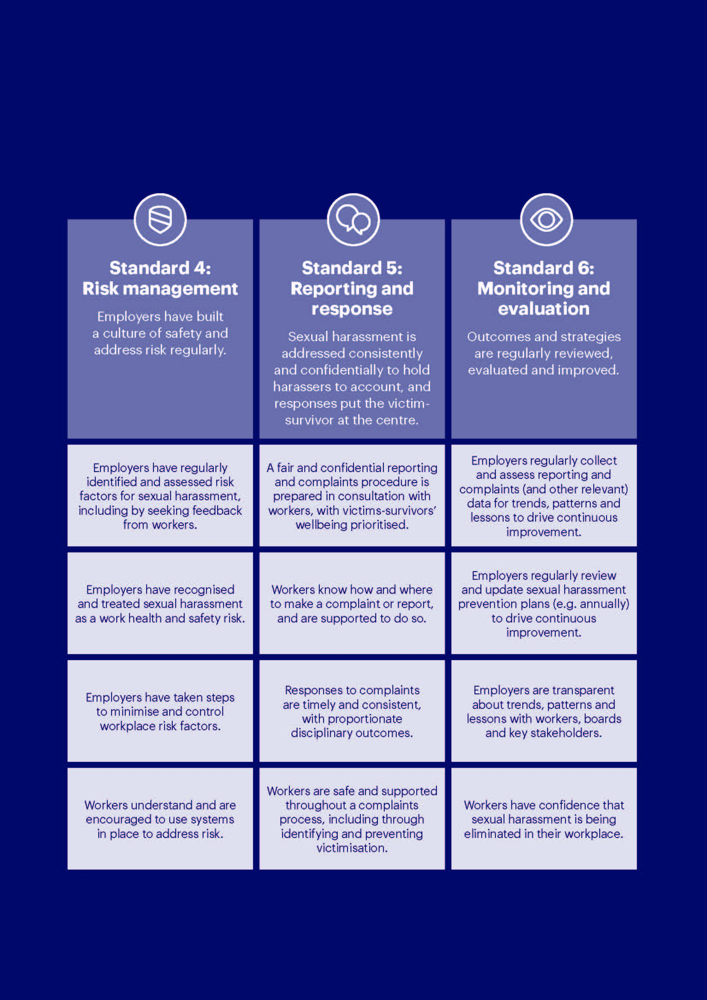 Standard 4:
Risk management
Employers have built
a culture of safety and
address risk regularly.
Standard 5:
Reporting and
response
Sexual harassment is
addressed consistently
and confidentially to hold
harassers to account, and
responses put the victim-
survivor at the centre.
Standard 6:
Monitoring and
evaluation
Outcomes and strategies
are regularly reviewed,
evaluated and improved.
Employers have regularly
identified and assessed risk
factors for sexual harassment,
including by seeking feedback
from workers.
A fair and confidential reporting
and complaints procedure is
prepared in consultation with
workers, with victims-survivors’
wellbeing prioritised.
Employers regularly collect
and assess reporting and
complaints (and other relevant)
data for trends, patterns and
lessons to drive continuous
improvement.
Employers have recognised
and treated sexual harassment
as a work health and safety risk.
Workers know how and where
to make a complaint or report,
and are supported to do so.
Employers regularly review
and update sexual harassment
prevention plans (e.g. annually)
to drive continuous
improvement.
Employers have taken steps
to minimise and control
workplace risk factors.
Responses to complaints
are timely and consistent,
with proportionate
disciplinary outcomes.
Employers are transparent
about trends, patterns and
lessons with workers, boards
and key stakeholders.
Workers understand and are
encouraged to use systems
in place to address risk.
Workers are safe and supported
throughout a complaints
process, including through
identifying and preventing
victimisation.
Workers have confidence that
sexual harassment is being
eliminated in their workplace.